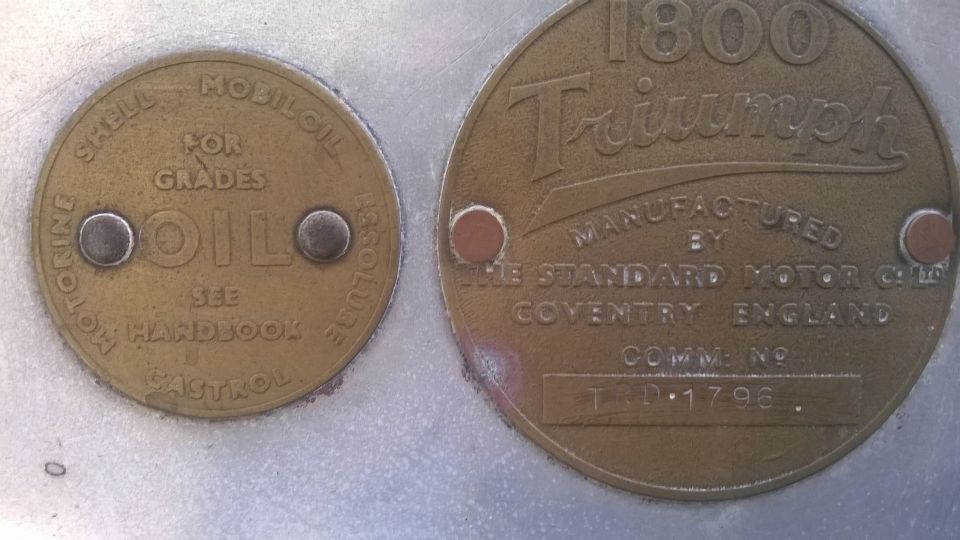 SHELL MOBILOIL
ESSOLUBE
CASTROL
MOTORINE
FOR
GRADES
OIL
SEE
HANDBOOK
1800
Triumph
MANUFACTURED
BY
THE STANDARD MOTOR Co. LTD
COVENTRY ENGLAND
COMM: No
TRD·1796.